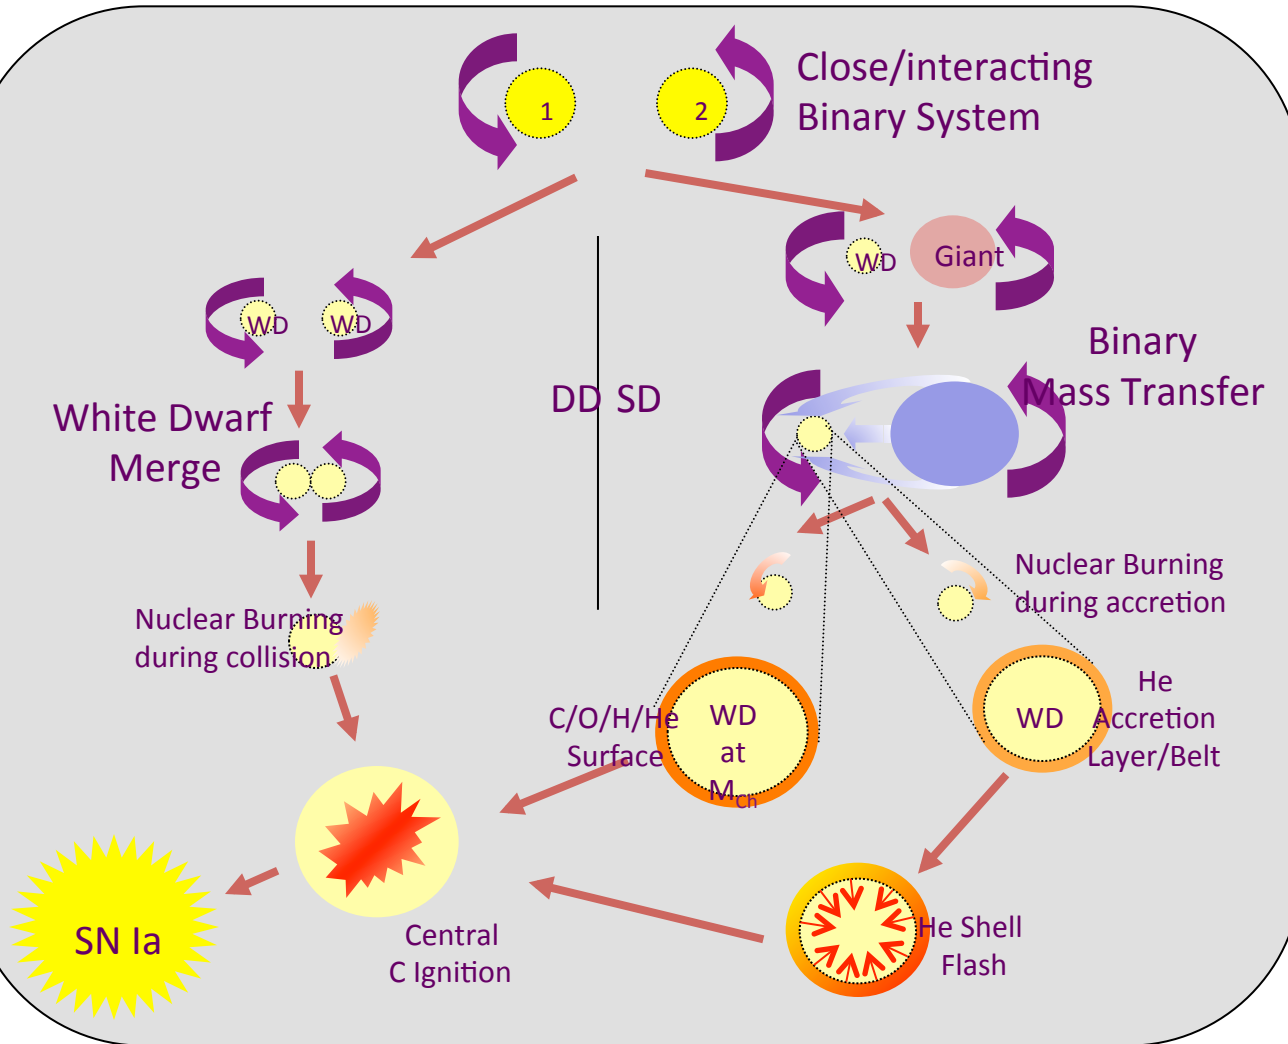 1
2
Close/interacting
Binary System
WD
Giant
WD
WD
Binary
Mass Transfer
DD SD
White Dwarf
Merge
Nuclear Burning
during accretion
Nuclear Burning
during collision
C/O/H/He
Surface
WD
at
M_Ch
WD
He
Accretion
Layer/Belt
SN Ia
Central
C Ignition
He Shell
Flash